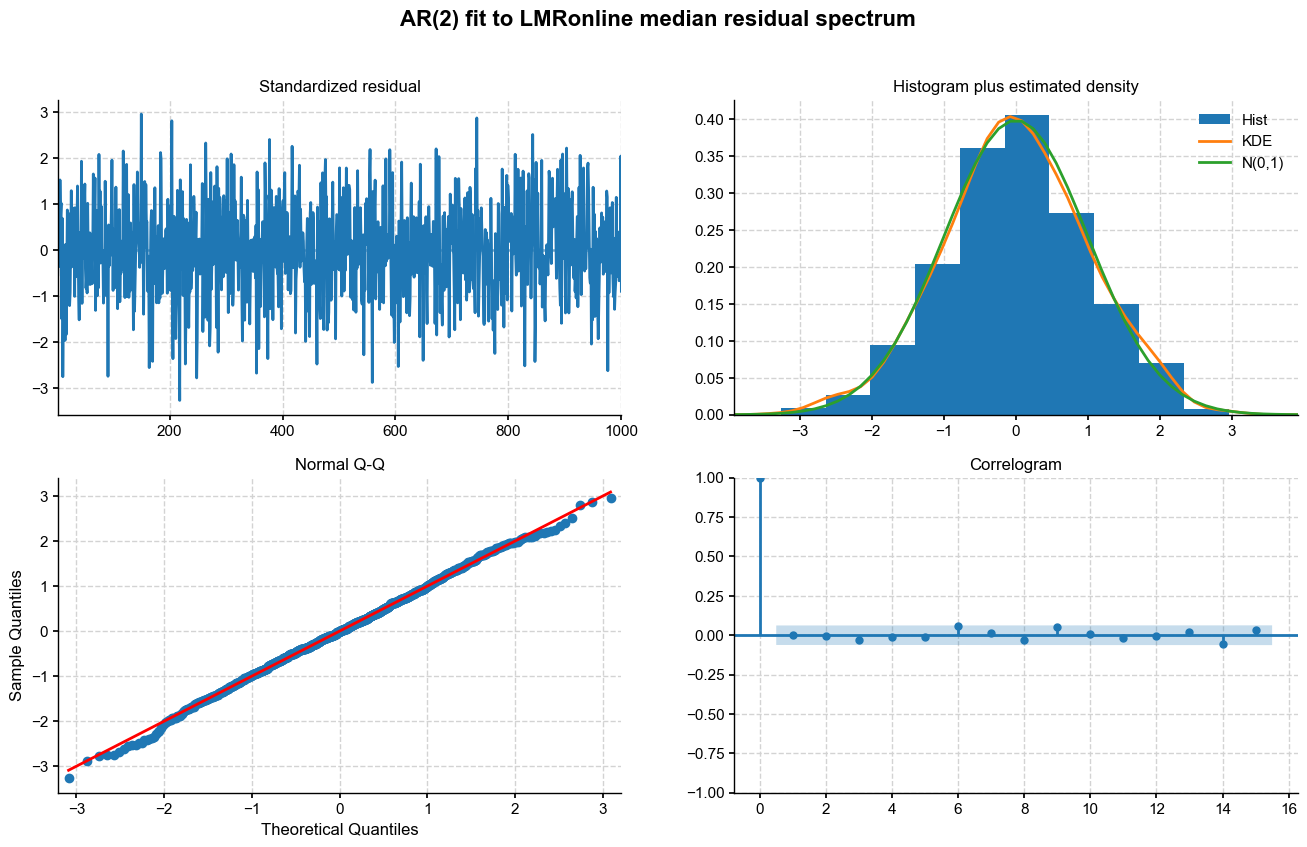 AR(2) fit to LMRonline median residual spectrum
Standardized residual
3
2
1
0
−1
−2
−3
200 400 600 800 1000
Histogram plus estimated density
0.40
0.35
0.30
0.25
0.20
0.15
0.10
0.05
0.00
−3 −2 −1 0 1 2 3
Hist
KDE
N(0,1)
Normal Q-Q
Sample Quantiles
3
2
1
0
−1
−2
−3
−3 −2 −1 0 1 2 3
Theoretical Quantiles
Correlogram
1.00
0.75
0.50
0.25
0.00
−0.25
−0.50
−0.75
−1.00
0 2 4 6 8 10 12 14 16